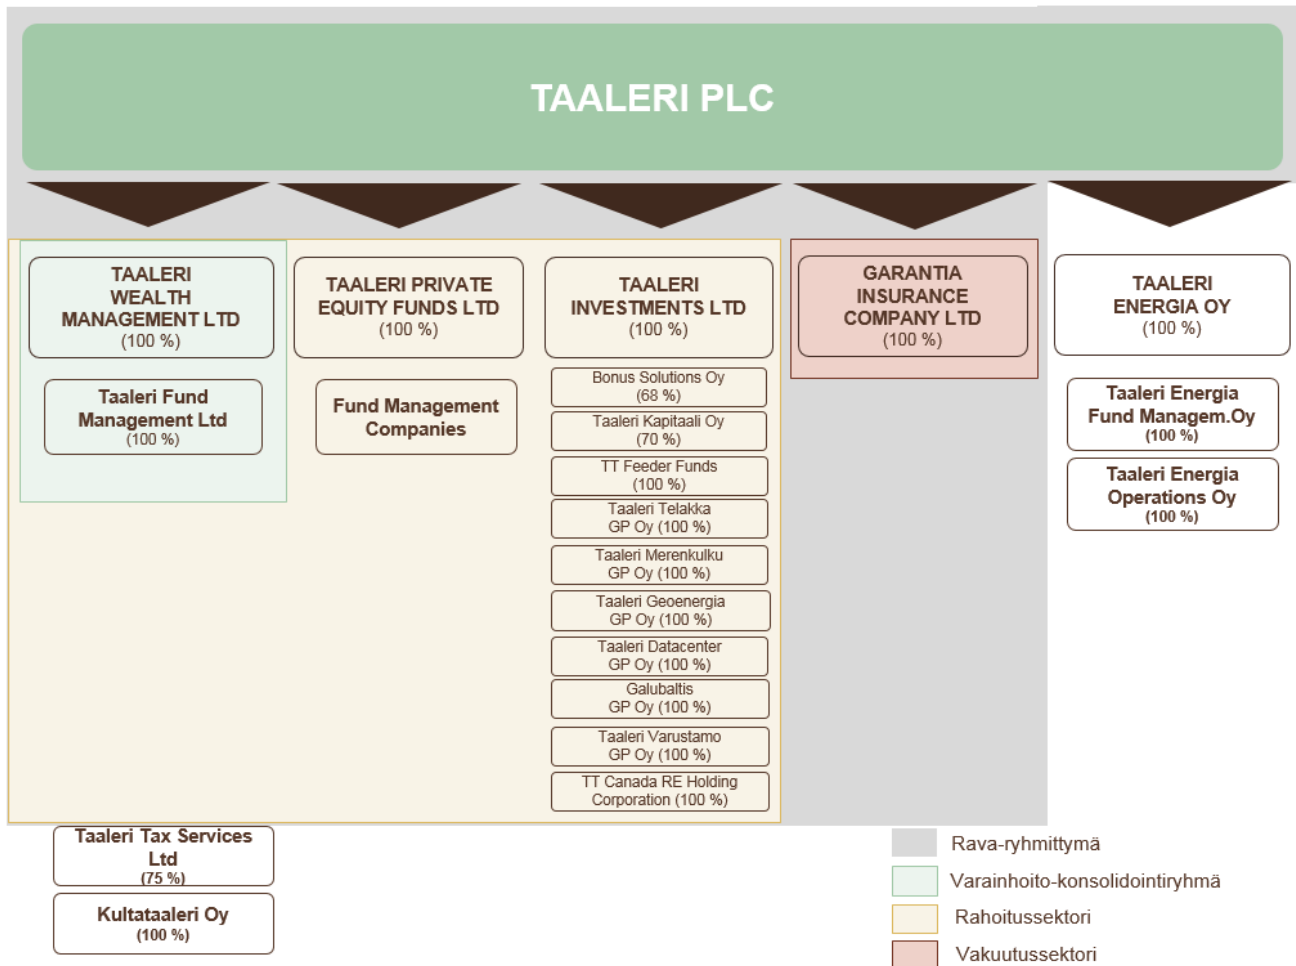 TAALERI PLC
TAALERI
WEALTH
MANAGEMENT LTD
(100 %)
Taaleri Fund
Management Ltd
(100 %)
TAALERI PRIVATE
EQUITY FUNDS LTD
(100 %)
Fund Management
Companies
TAALERI
INVESTMENTS LTD
(100 %)
Bonus Solutions Oy
(68 %)
Taaleri Kapitaali Oy
(70 %)
TT Feeder Funds
(100 %)
Taaleri Telakka
GP Oy (100 %)
Taaleri Merenkulku
GP Oy (100 %)
Taaleri Geoenergia
GP Oy (100 %)
Taaleri Datacenter
GP Oy (100 %)
Galubaltis
GP Oy (100 %)
Taaleri Varustamo
GP Oy (100 %)
TT Canada RE Holding
Corporation (100 %)
GARANTIA
INSURANCE
COMPANY LTD
(100 %)
TAALERI
ENERGIA OY
(100 %)
Taaleri Energia
Fund Managem.Oy
(100 %)
Taaleri Energia
Operations Oy
(100 %)
Taaleri Tax Services
Ltd
(75 %)
Kultataaleri Oy
(100 %)
Rava-ryhmittymä
Varainhoito-konsolidointiryhmä
Rahoitussektori
Vakuutussektori